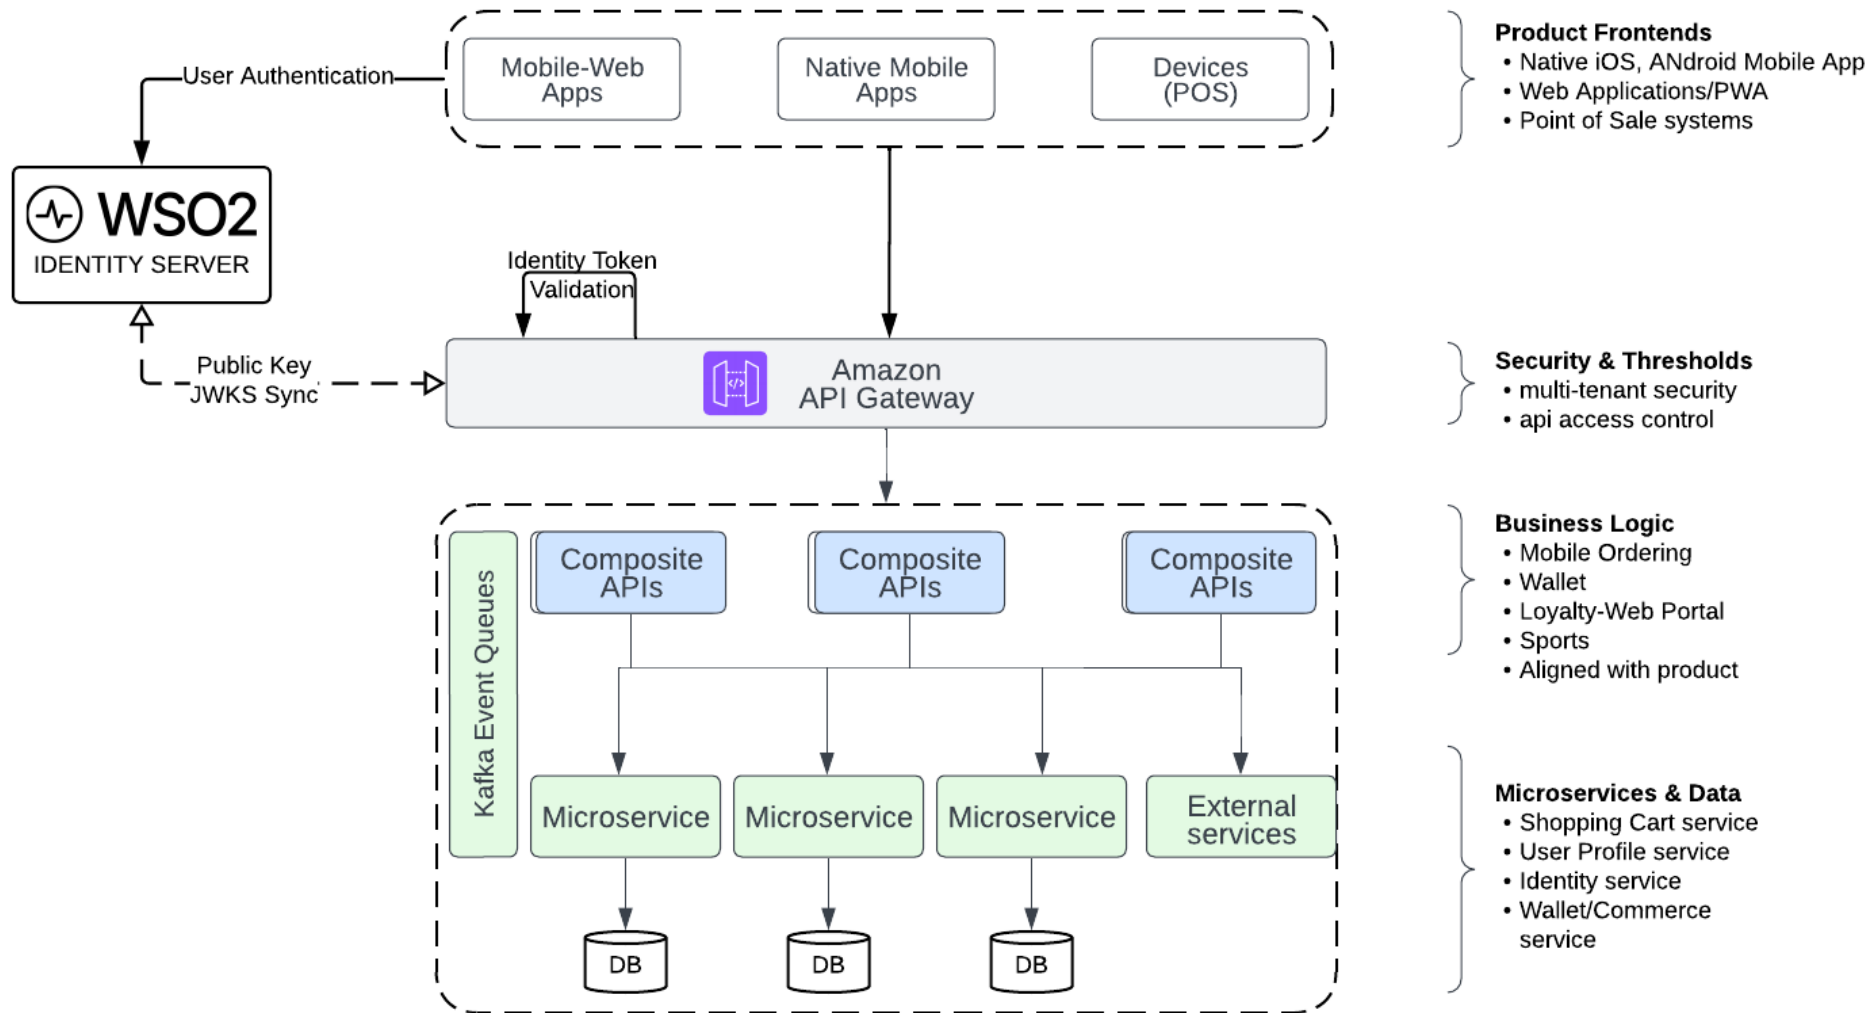 Mobile-Web
Apps
Native Mobile
Apps
Devices
(POS)
Product Frontends
• Native iOS, ANdroid Mobile App
• Web Applications/PWA
• Point of Sale systems
User Authentication
WSO2
IDENTITY SERVER
Identity Token
Validation
Public Key
JWKS Sync
Amazon
API Gateway
Security & Thresholds
• multi-tenant security
• api access control
Kafka Event Queues
Composite
APIs
Composite
APIs
Composite
APIs
Business Logic
• Mobile Ordering
• Wallet
• Loyalty-Web Portal
• Sports
• Aligned with product
Microservice
Microservice
Microservice
External
services
DB
DB
DB
Microservices & Data
• Shopping Cart service
• User Profile service
• Identity service
• Wallet/Commerce
service